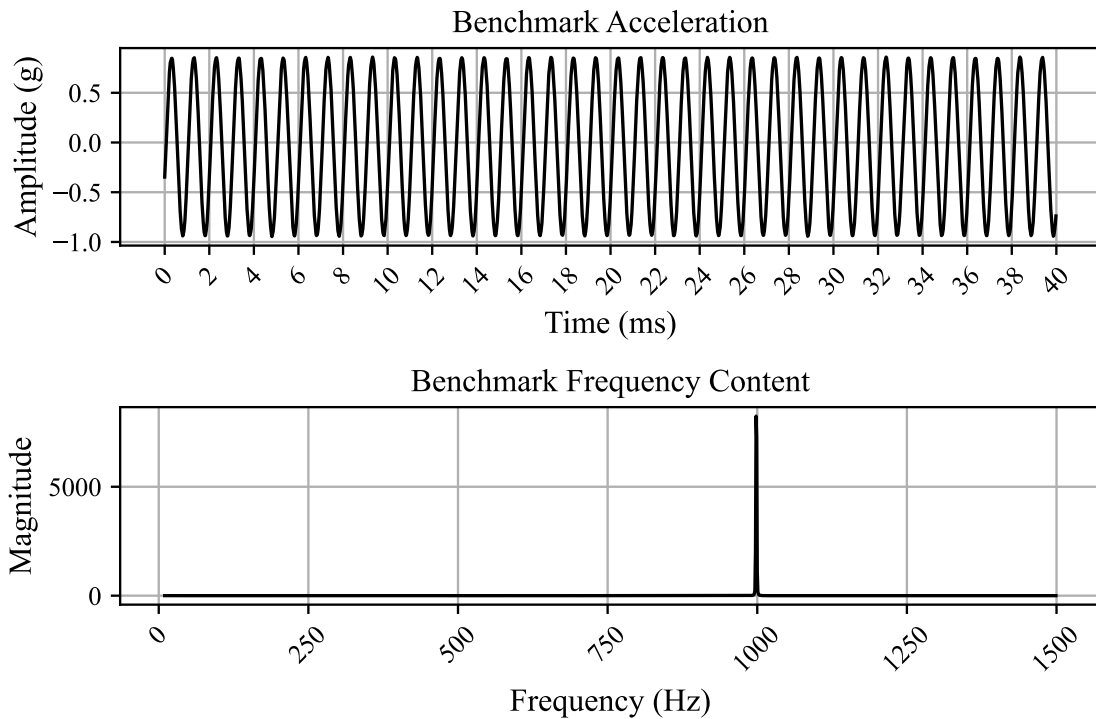 Benchmark Acceleration
Amplitude (g)
0.5
0.0
−0.5
−1.0
0 2 4 6 8 10 12 14 16 18 20 22 24 26 28 30 32 34 36 38 40
Time (ms)
Benchmark Frequency Content
Magnitude
5000
0
0 250 500 750 1000 1250 1500
Frequency (Hz)